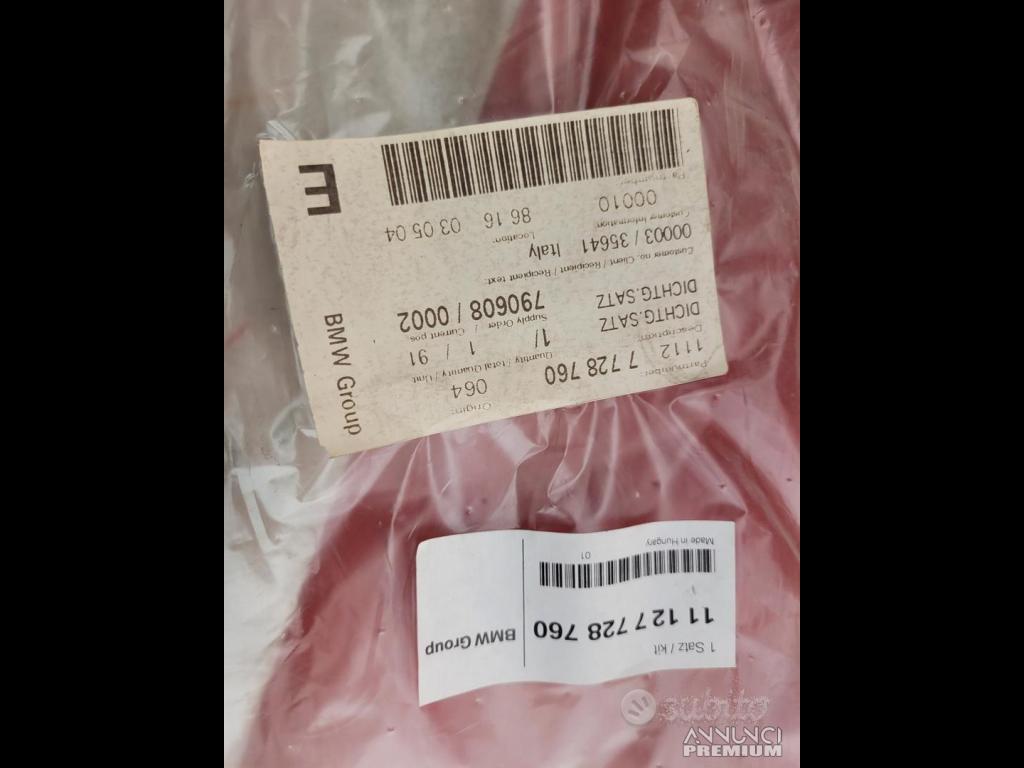 Partnumber:
1112 7 728 760
Origin:
064
Description:
DICHTG.SATZ
DICHTG.SATZ
Quantity / Total Quantity / Unit
1/ 1 / 91
Supply Order / Current pos.
790608 / 0002
Customer no. Client / Recipient / Recipient text:
00003 / 35641 Italy
Customer Information:
00010
Location:
86 16 03 05 04
Partnumber
E
BMW Group
1 Satz / kit
11 12 7 728 760
01
Made in Hungary
BMW Group
subito
ANNUNCI
PREMIUM